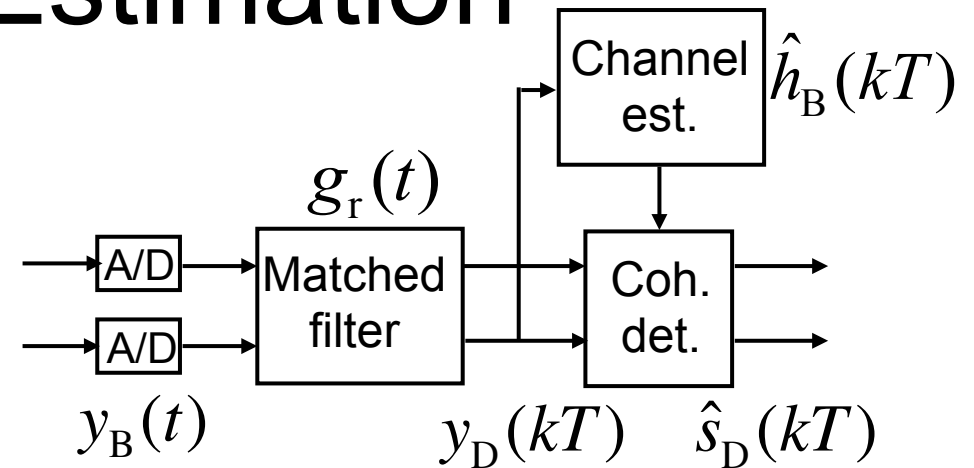 Estimation
Channel
est.
ĥ_B(kT)
g_r(t)
A/D
A/D
Matched
filter
Coh.
det.
y_B(t)
y_D(kT)
ŝ_D(kT)